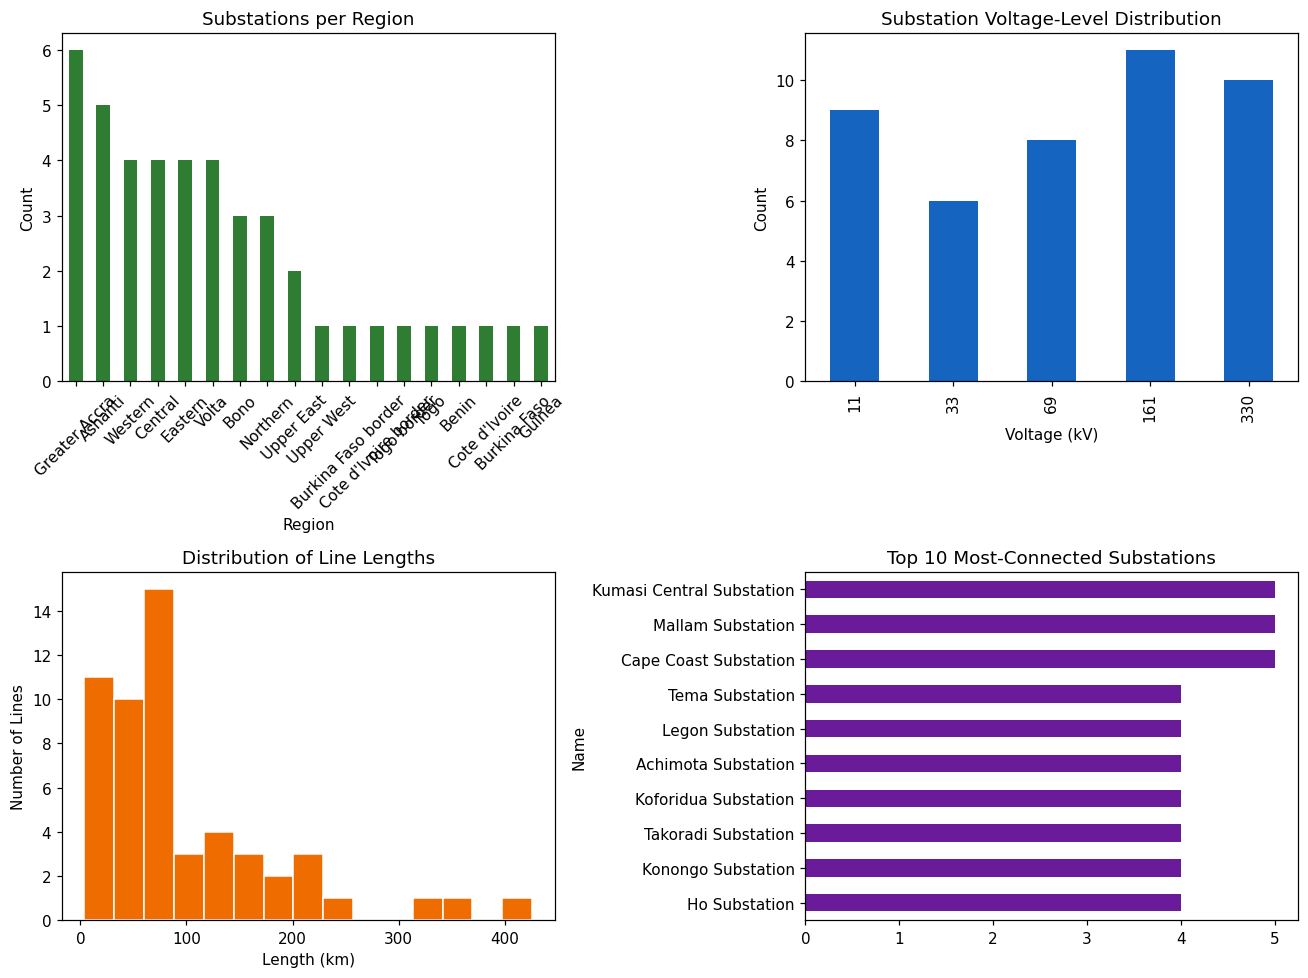 Substations per Region
6
5
4
3
2
1
0
Count
Greater Accra
Ashanti
Western
Central
Eastern
Volta
Bono
Northern
Upper East
Upper West
Burkina Faso border
Cote d'Ivoire border
Togo border
Togo
Benin
Cote d'Ivoire
Burkina Faso
Guinea
Region
Substation Voltage-Level Distribution
10
8
6
4
2
0
Count
11
33
69
161
330
Voltage (kV)
Distribution of Line Lengths
14
12
10
8
6
4
2
0
Number of Lines
0 100 200 300 400
Length (km)
Top 10 Most-Connected Substations
Kumasi Central Substation
Mallam Substation
Cape Coast Substation
Tema Substation
Legon Substation
Achimota Substation
Koforidua Substation
Takoradi Substation
Konongo Substation
Ho Substation
Name
0 1 2 3 4 5